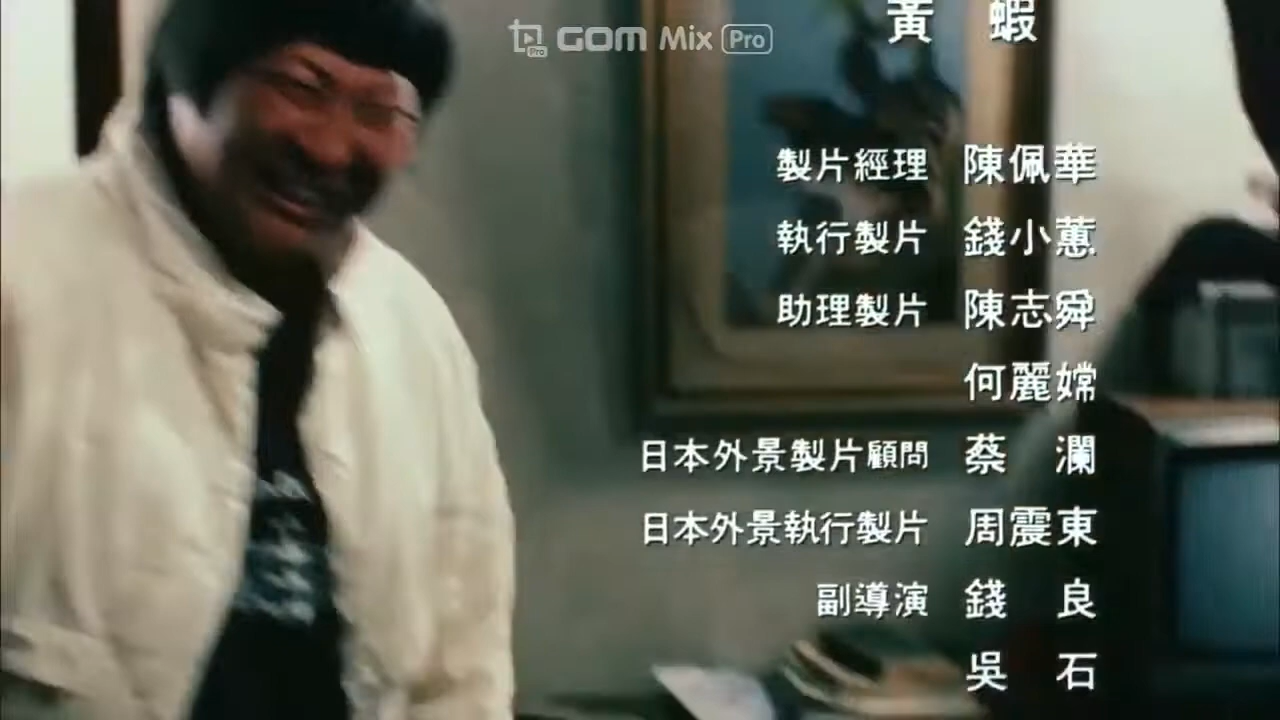 GOM Mix Pro
黃 蝦
製片經理 陳佩華
執行製片 錢小蕙
助理製片 陳志舜
何麗嫦
日本外景製片顧問 蔡 瀾
日本外景執行製片 周震東
副導演 錢 良
吳 石